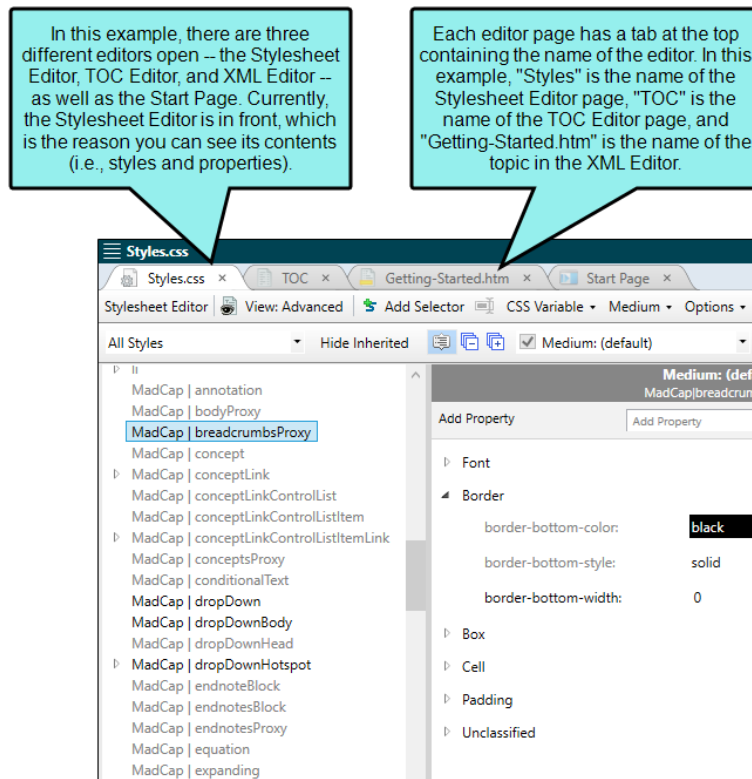 In this example, there are three
different editors open -- the Stylesheet
Editor, TOC Editor, and XML Editor --
as well as the Start Page. Currently,
the Stylesheet Editor is in front, which
is the reason you can see its contents
(i.e., styles and properties).
Each editor page has a tab at the top
containing the name of the editor. In this
example, "Styles" is the name of the
Stylesheet Editor page, "TOC" is the
name of the TOC Editor page, and
"Getting-Started.htm" is the name of the
topic in the XML Editor.
Styles.css
Styles.css × TOC × Getting-Started.htm × Start Page ×
Stylesheet Editor View: Advanced Add Selector CSS Variable Medium Options
All Styles Hide Inherited Medium: (default)
li
MadCap | annotation
MadCap | bodyProxy
MadCap | breadcrumbsProxy
MadCap | concept
MadCap | conceptLink
MadCap | conceptLinkControlList
MadCap | conceptLinkControlListItem
MadCap | conceptLinkControlListItemLink
MadCap | conceptsProxy
MadCap | conditionalText
MadCap | dropDown
MadCap | dropDownBody
MadCap | dropDownHead
MadCap | dropDownHotspot
MadCap | endnoteBlock
MadCap | endnotesBlock
MadCap | endnotesProxy
MadCap | equation
MadCap | expanding
Medium: (def
MadCap|breadcrum
Add Property Add Property
Font
Border
border-bottom-color: black
border-bottom-style: solid
border-bottom-width: 0
Box
Cell
Padding
Unclassified